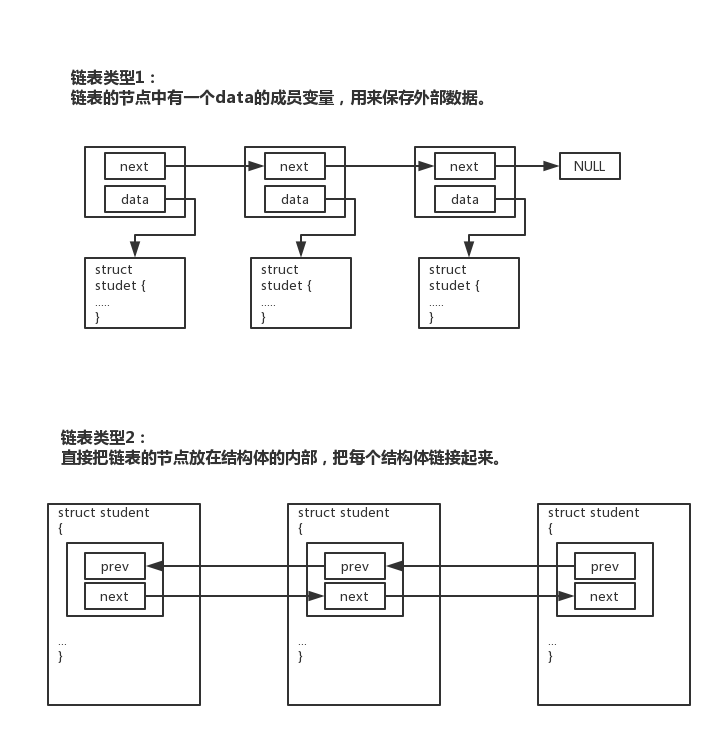 链表类型1：
链表的节点中有一个data的成员变量，用来保存外部数据。
next
next
next
NULL
data
data
data
struct
studet {
.....
}
struct
studet {
.....
}
struct
studet {
.....
}
链表类型2：
直接把链表的节点放在结构体的内部，把每个结构体链接起来。
struct student
{
prev
next
...
}
struct student
{
prev
next
...
}
struct student
{
prev
next
...
}